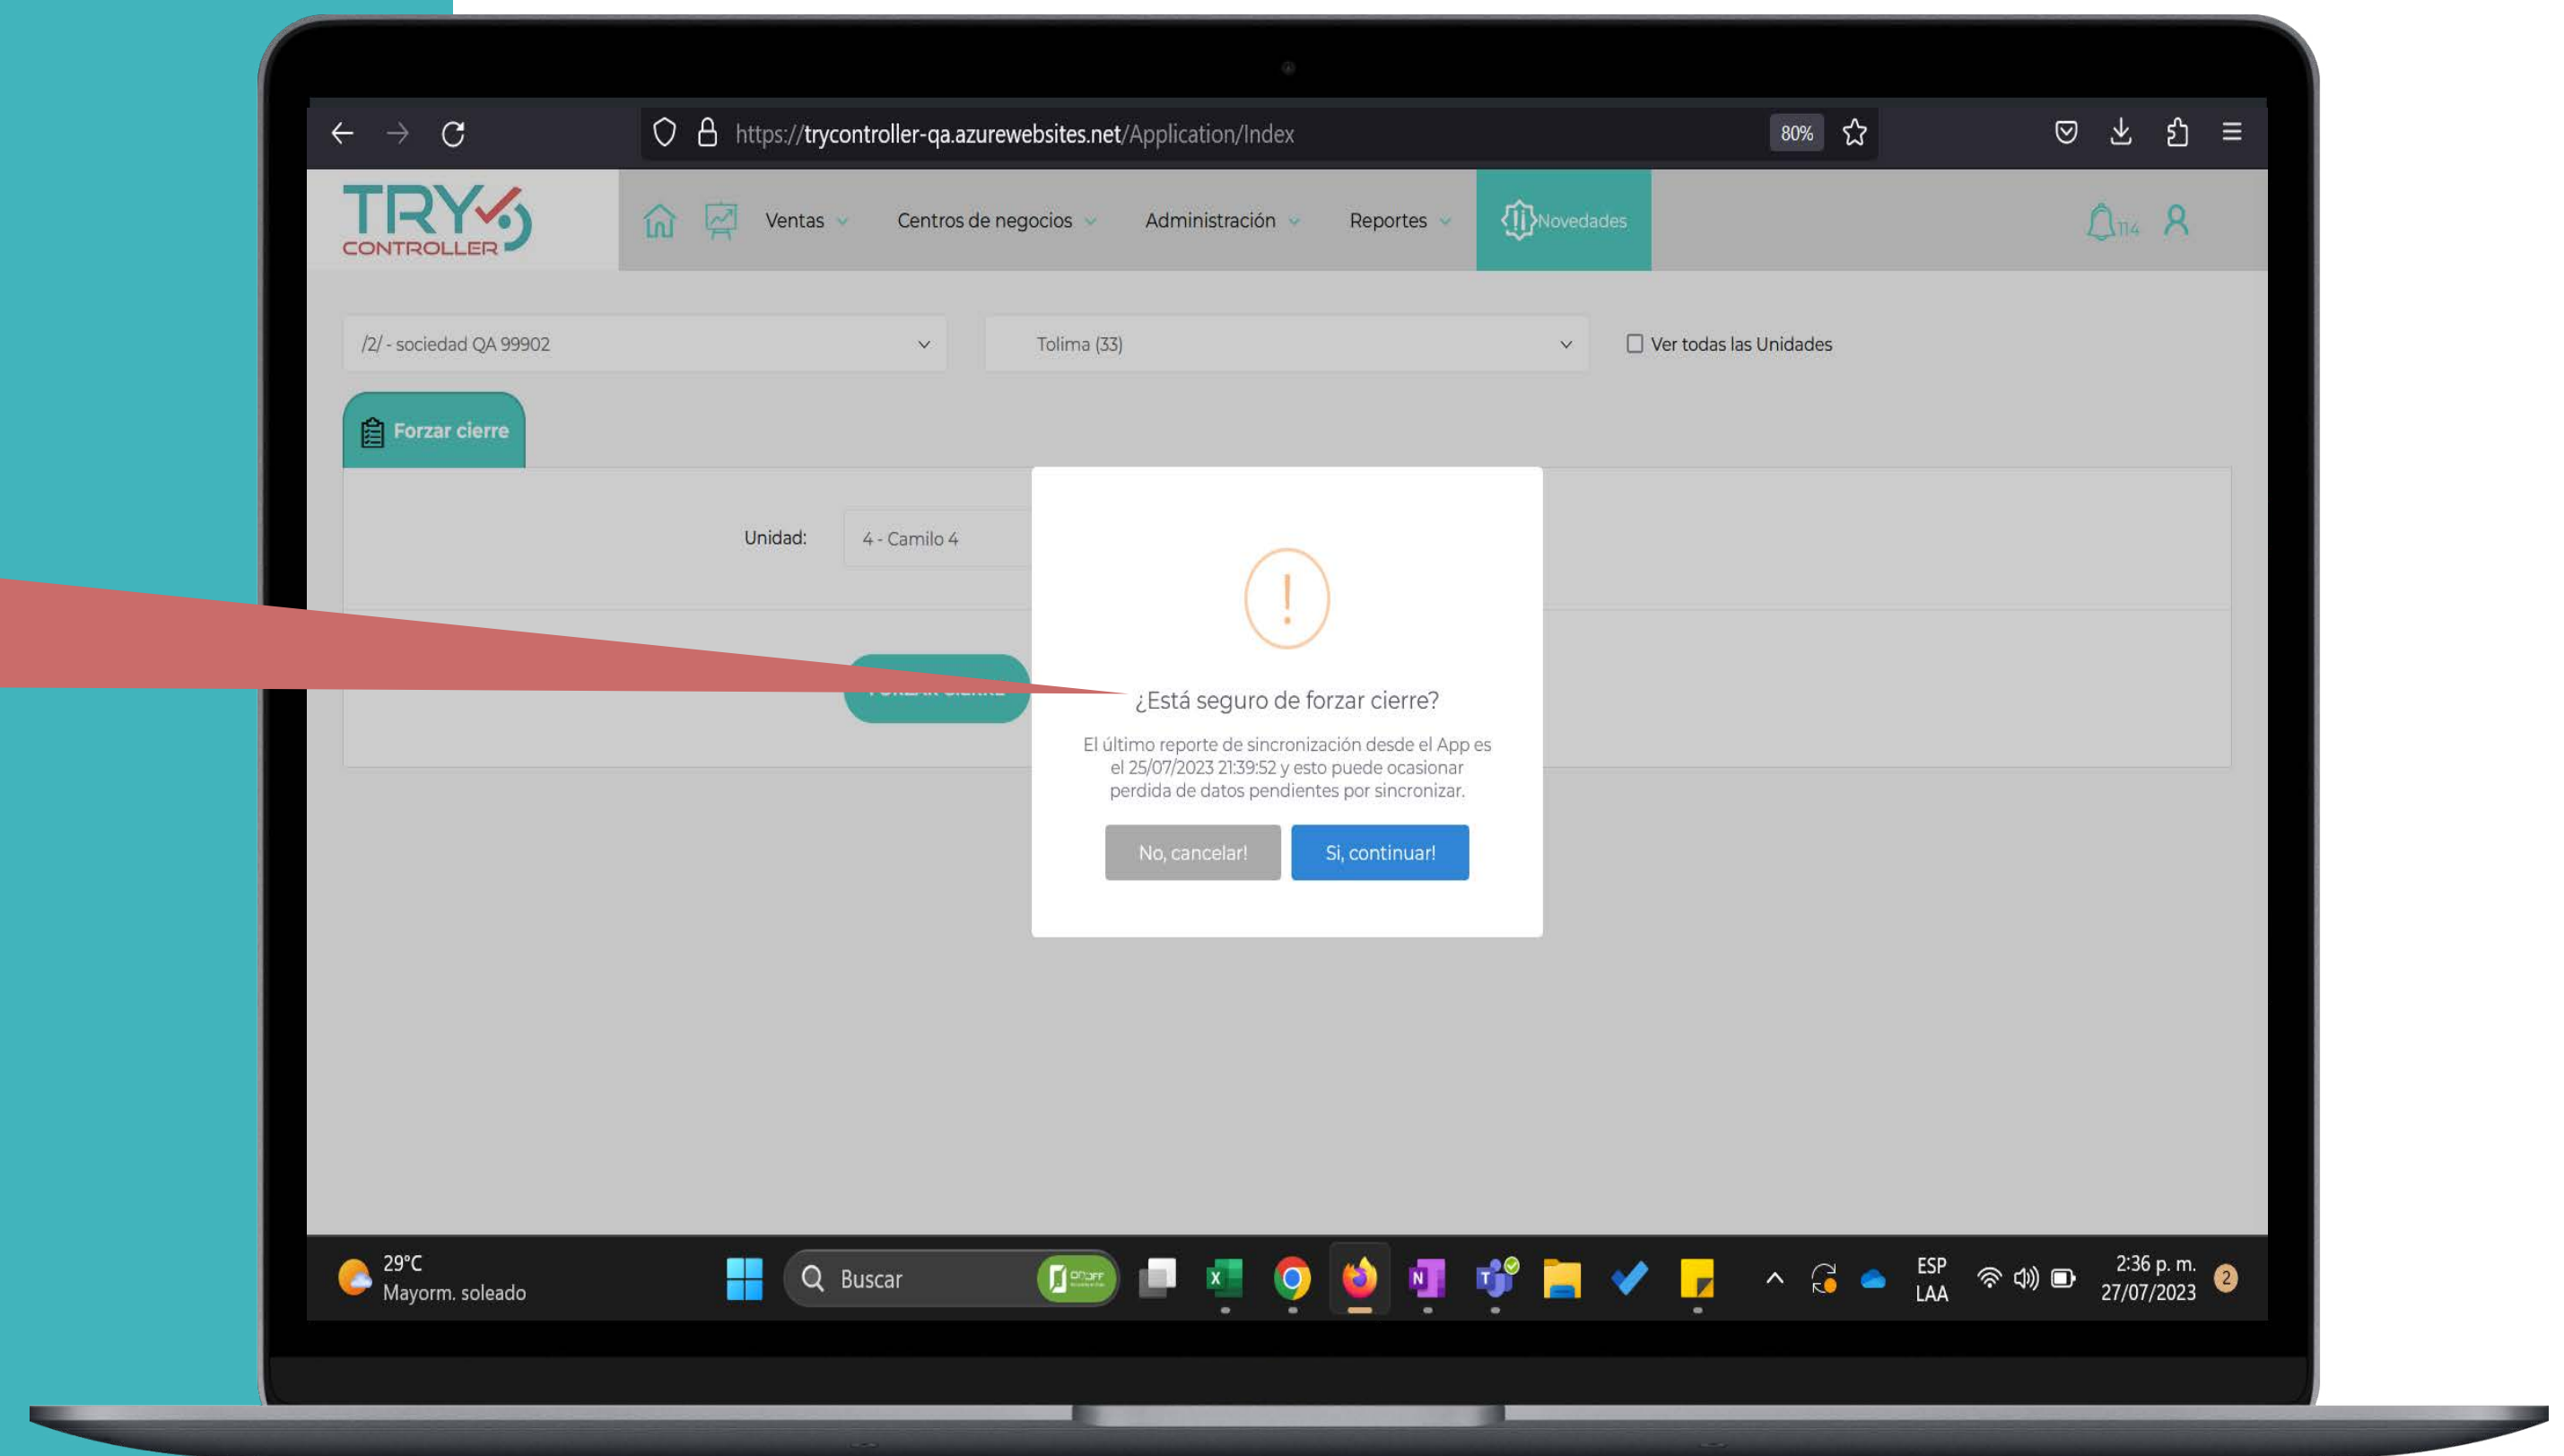 https://trycontroller-qa.azurewebsites.net/Application/Index
80%
TRY
CONTROLLER
Ventas
Centros de negocios
Administración
Reportes
Novedades
114
/2/ - sociedad QA 99902
Tolima (33)
Ver todas las Unidades
Forzar cierre
Unidad:
4 - Camilo 4
¿Está seguro de forzar cierre?
El último reporte de sincronización desde el App es
el 25/07/2023 21:39:52 y esto puede ocasionar
perdida de datos pendientes por sincronizar.
No, cancelar!
Si, continuar!
29°C
Mayorm. soleado
Buscar
ESP
LAA
2:36 p. m.
27/07/2023
2